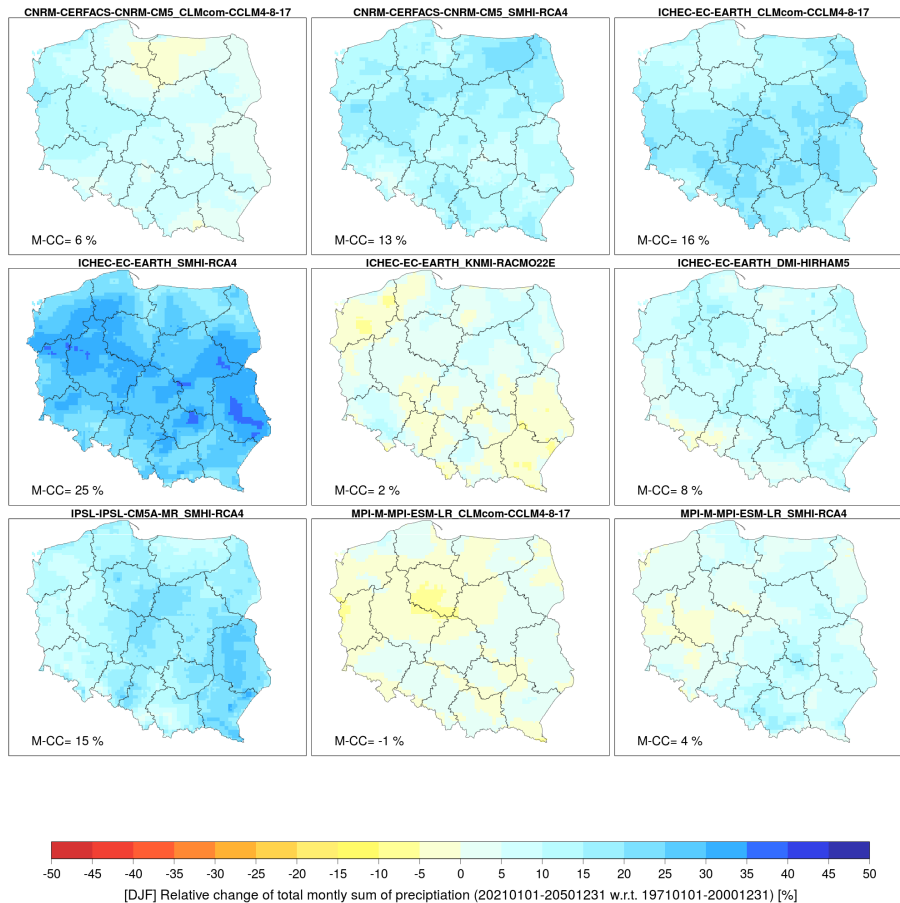 CNRM-CERFACS-CNRM-CM5_CLMcom-CCLM4-8-17
CNRM-CERFACS-CNRM-CM5_SMHI-RCA4
ICHEC-EC-EARTH_CLMcom-CCLM4-8-17
M-CC= 6 %
M-CC= 13 %
M-CC= 16 %
ICHEC-EC-EARTH_SMHI-RCA4
ICHEC-EC-EARTH_KNMI-RACMO22E
ICHEC-EC-EARTH_DMI-HIRHAM5
M-CC= 25 %
M-CC= 2 %
M-CC= 8 %
IPSL-IPSL-CM5A-MR_SMHI-RCA4
MPI-M-MPI-ESM-LR_CLMcom-CCLM4-8-17
MPI-M-MPI-ESM-LR_SMHI-RCA4
M-CC= 15 %
M-CC= -1 %
M-CC= 4 %
-50 -45 -40 -35 -30 -25 -20 -15 -10 -5 0 5 10 15 20 25 30 35 40 45 50
[DJF] Relative change of total montly sum of precipitiation (20210101-20501231 w.r.t. 19710101-20001231) [%]